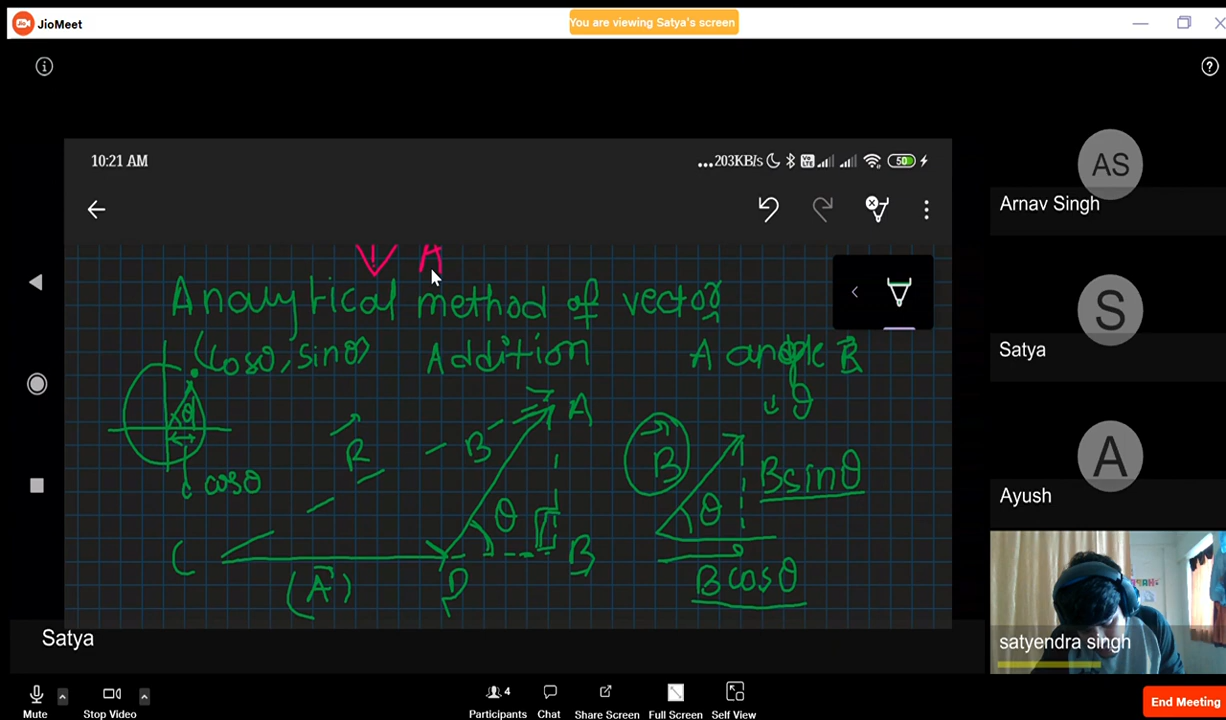 JioMeet
You are viewing Satya's screen
10:21 AM
...203KB/s
50
A
Analytical method of vector
(cosθ, sinθ) Addition
A angle B
θ
R
B
A
θ
cosθ
B
θ
Bsinθ
θ
C
B
(A)
P
Bcosθ
Satya
AS
Arnav Singh
S
Satya
A
Ayush
satyendra singh
Mute
Stop Video
4
Participants
Chat
Share Screen
Full Screen
Self View
End Meeting